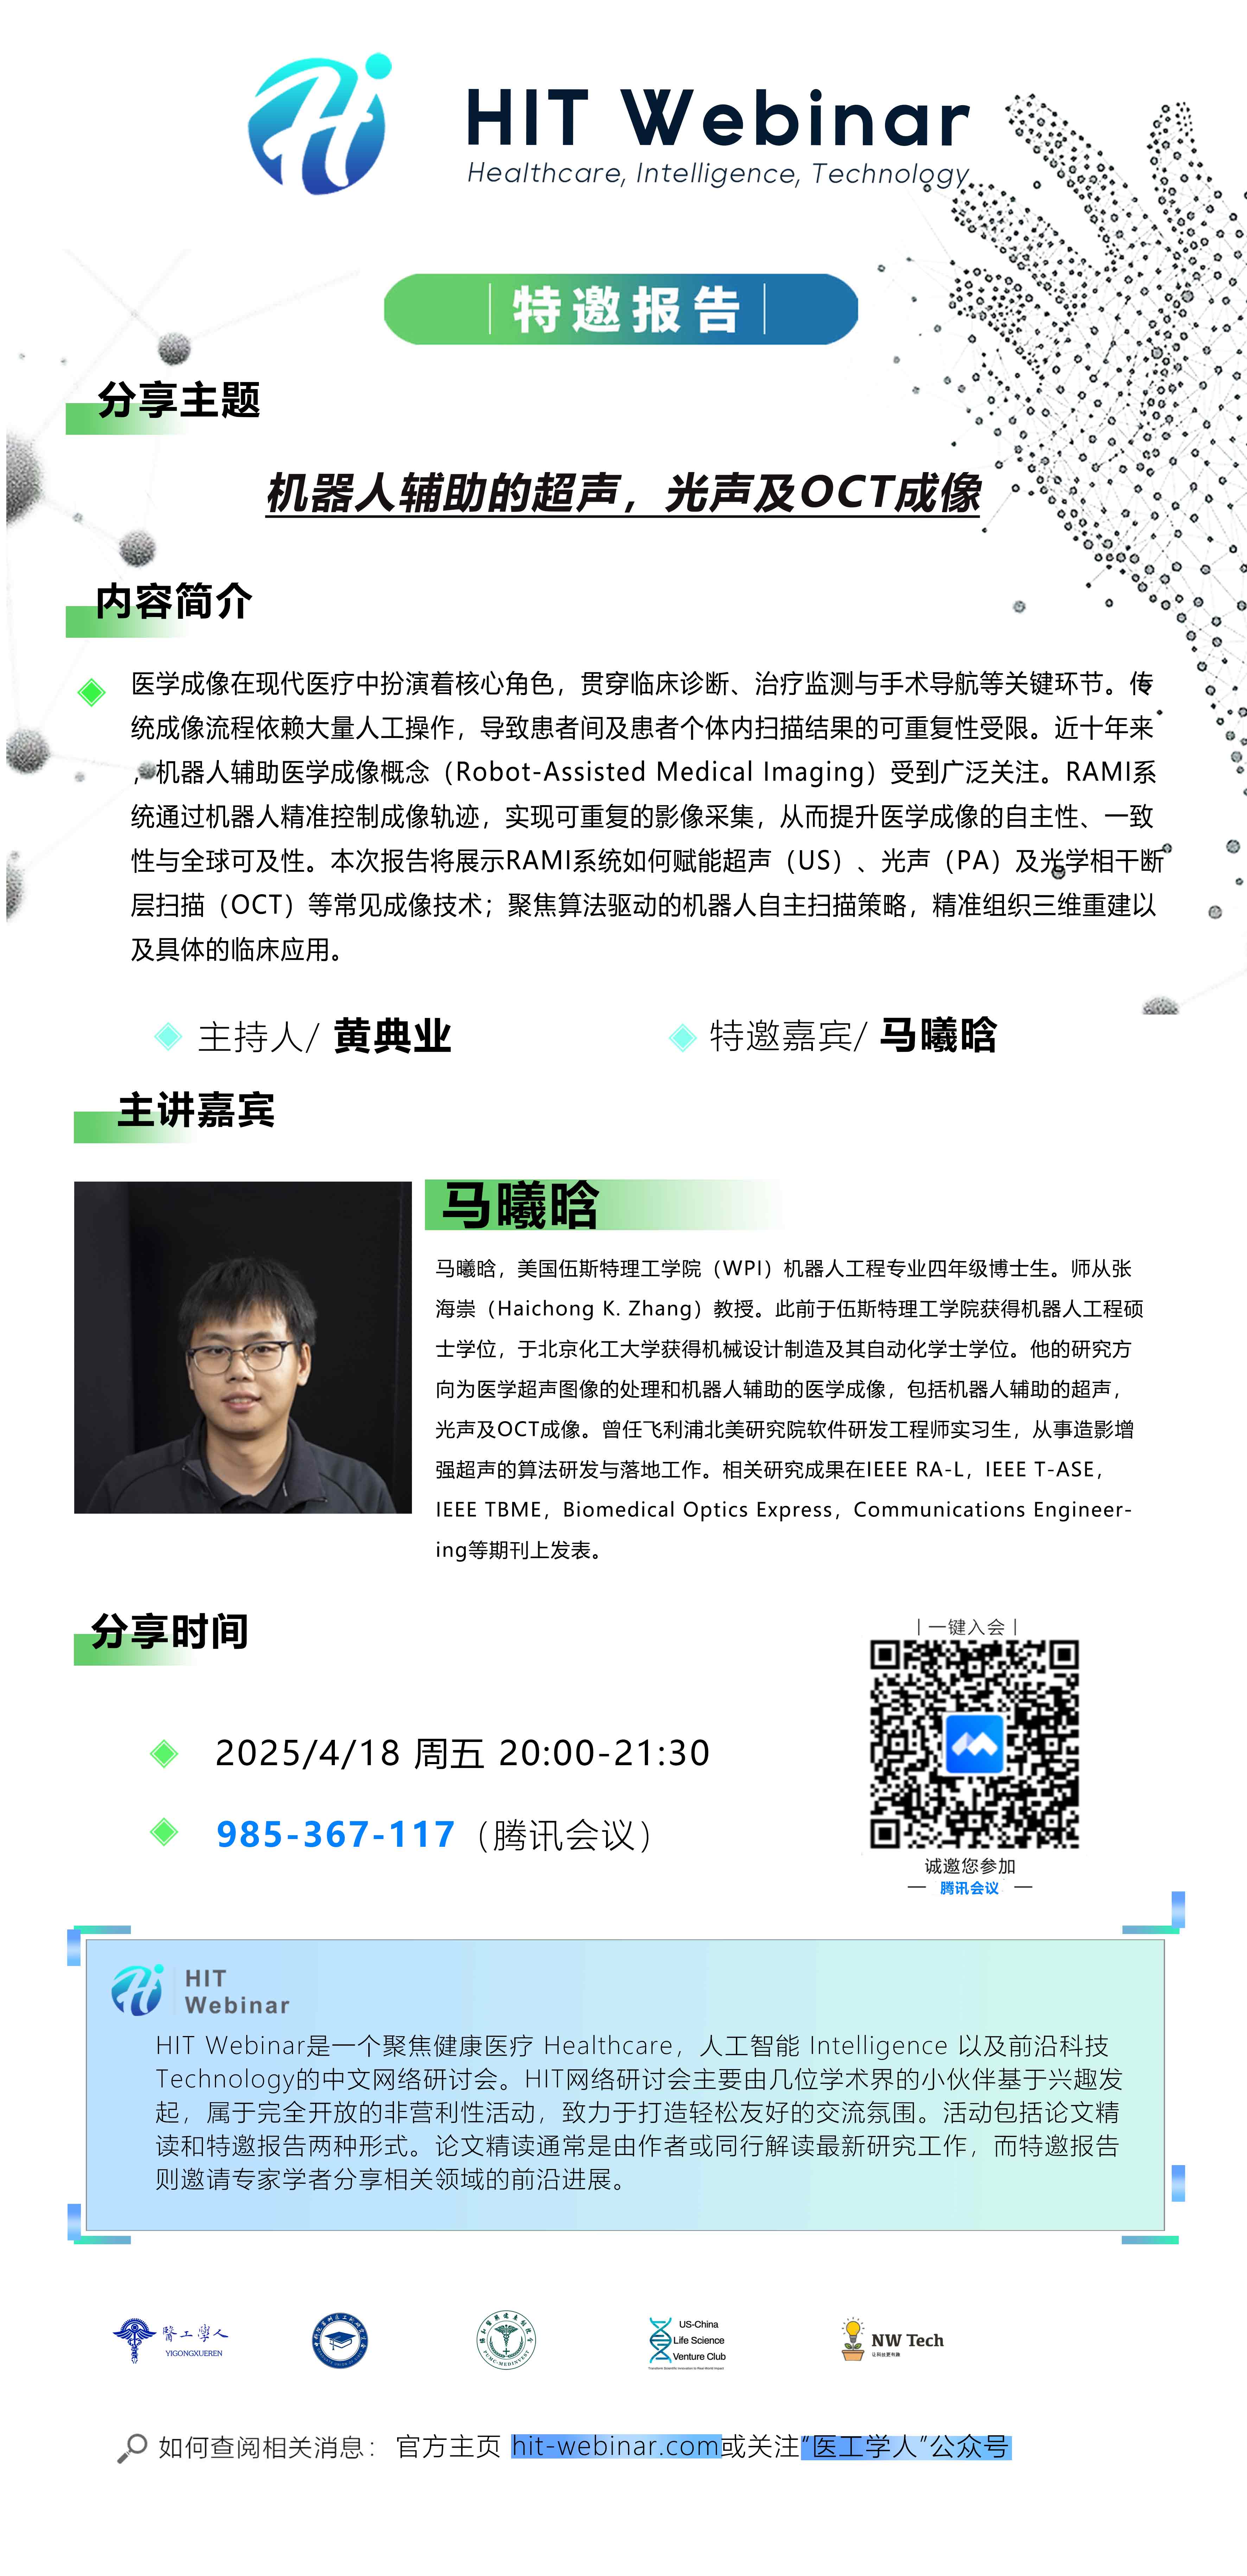 HIT Webinar
Healthcare, Intelligence, Technology
特邀报告
分享主题
机器人辅助的超声，光声及OCT成像
内容简介
医学成像在现代医疗中扮演着核心角色，贯穿临床诊断、治疗监测与手术导航等关键环节。传
统成像流程依赖大量人工操作，导致患者间及患者个体内扫描结果的可重复性受限。近十年来
，机器人辅助医学成像概念（Robot-Assisted Medical Imaging）受到广泛关注。RAMI系
统通过机器人精准控制成像轨迹，实现可重复的影像采集，从而提升医学成像的自主性、一致
性与全球可及性。本次报告将展示RAMI系统如何赋能超声（US）、光声（PA）及光学相干断
层扫描（OCT）等常见成像技术；聚焦算法驱动的机器人自主扫描策略，精准组织三维重建以
及具体的临床应用。
主持人/ 黄典业
特邀嘉宾/ 马曦晗
主讲嘉宾
马曦晗
马曦晗，美国伍斯特理工学院（WPI）机器人工程专业四年级博士生。师从张
海崇（Haichong K. Zhang）教授。此前于伍斯特理工学院获得机器人工程硕
士学位，于北京化工大学获得机械设计制造及其自动化学士学位。他的研究方
向为医学超声图像的处理和机器人辅助的医学成像，包括机器人辅助的超声，
光声及OCT成像。曾任飞利浦北美研究院软件研发工程师实习生，从事造影增
强超声的算法研发与落地工作。相关研究成果在IEEE RA-L，IEEE T-ASE，
IEEE TBME，Biomedical Optics Express，Communications Engineer-
ing等期刊上发表。
分享时间
2025/4/18 周五 20:00-21:30
985-367-117（腾讯会议）
| 一键入会 |
诚邀您参加
腾讯会议
HIT
Webinar
HIT Webinar是一个聚焦健康医疗 Healthcare，人工智能 Intelligence 以及前沿科技
Technology的中文网络研讨会。HIT网络研讨会主要由几位学术界的小伙伴基于兴趣发
起，属于完全开放的非营利性活动，致力于打造轻松友好的交流氛围。活动包括论文精
读和特邀报告两种形式。论文精读通常是由作者或同行解读最新研究工作，而特邀报告
则邀请专家学者分享相关领域的前沿进展。
醫工學人
YIGONGXUEREN
PUMC-MEDINVEST
US-China
Life Science
Venture Club
NW Tech
让科技更有趣
如何查阅相关消息： 官方主页 hit-webinar.com或关注“医工学人”公众号